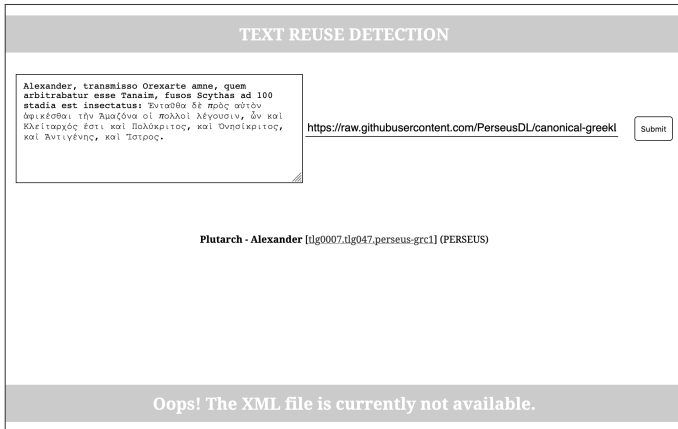 TEXT REUSE DETECTION
Alexander, transmisso Orexarte amne, quem
arbitrabatur esse Tanaim, fusos Scythas ad 100
stadia est insectatus: Ἐνταῦθα δὲ πρὸς αὐτὸν
ἀφικέσθαι τὴν Ἀμαζόνα οἱ πολλοὶ λέγουσιν, ὧν καὶ
Κλείταρχός ἐστι καὶ Πολύκριτος, καὶ Ὀνησίκριτος,
καὶ Ἀντιγένης, καὶ Ἴστρος.
https://raw.githubusercontent.com/PerseusDL/canonical-greekL
Submit
Plutarch - Alexander [tlg0007.tlg047.perseus-grc1] (PERSEUS)
Oops! The XML file is currently not available.